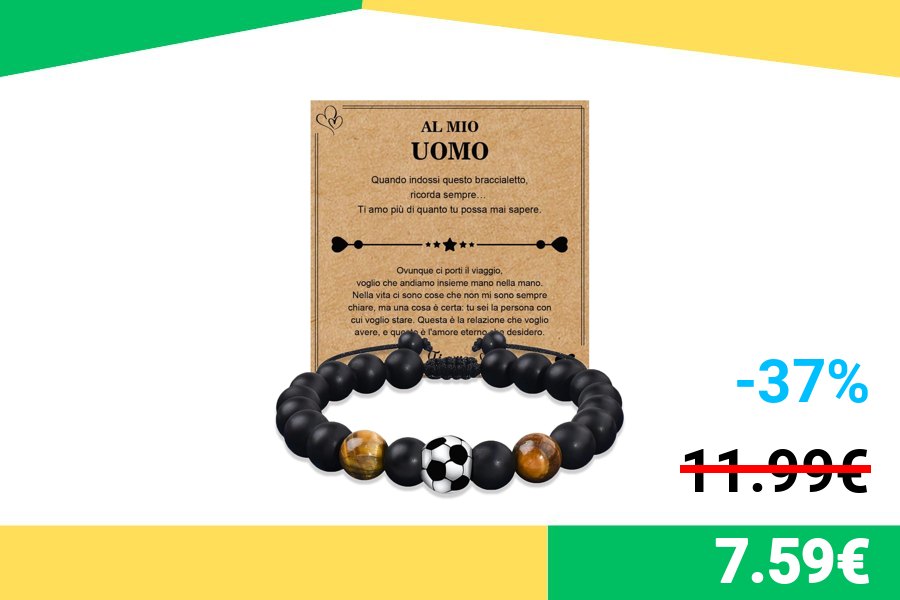 AL MIO
UOMO
Quando indossi questo braccialetto,
ricorda sempre…
Ti amo più di quanto tu possa mai sapere.
Ovunque ci porti il viaggio,
voglio che andiamo insieme mano nella mano.
Nella vita ci sono cose che non mi sono sempre
chiare, ma una cosa è certa: tu sei la persona con
cui voglio stare. Questa è la relazione che voglio
avere, e questa è l'amore eterno che desidero.
-37%
11.99€
7.59€